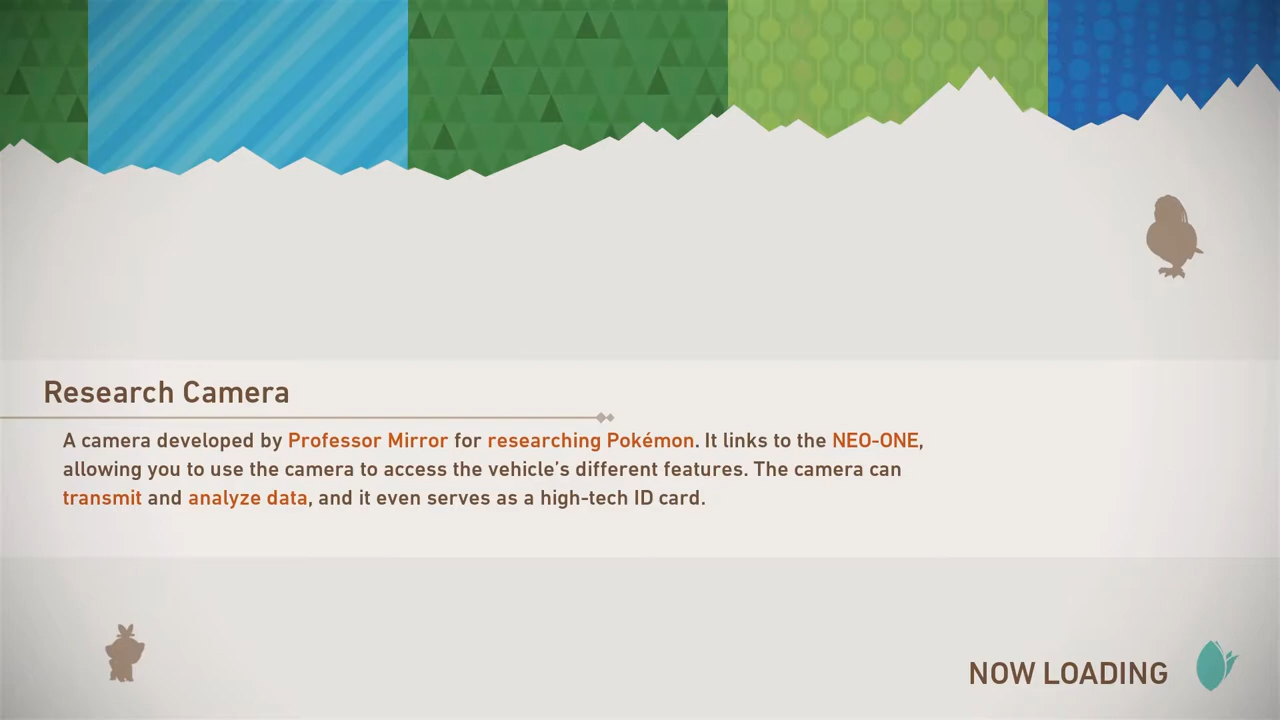 Research Camera
A camera developed by Professor Mirror for researching Pokémon. It links to the NEO-ONE,
allowing you to use the camera to access the vehicle's different features. The camera can
transmit and analyze data, and it even serves as a high-tech ID card.
NOW LOADING